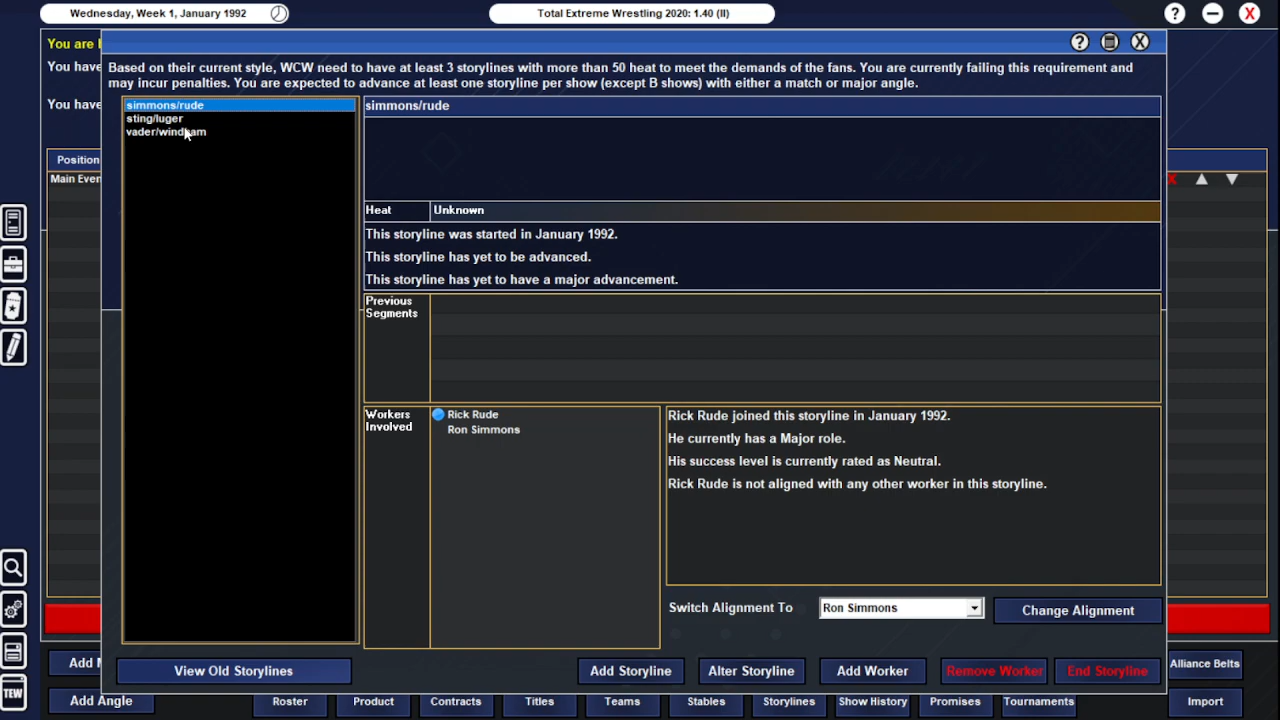 Wednesday, Week 1, January 1992
Total Extreme Wrestling 2020: 1.40 (II)
?
X
You are
You have
You have
? X
Based on their current style, WCW need to have at least 3 storylines with more than 50 heat to meet the demands of the fans. You are currently failing this requirement and
may incur penalties. You are expected to advance at least one storyline per show (except B shows) with either a match or major angle.
simmons/rude
sting/luger
vader/windham
simmons/rude
Heat Unknown
This storyline was started in January 1992.
This storyline has yet to be advanced.
This storyline has yet to have a major advancement.
Previous
Segments
Position
Main Even
X
Workers
Involved
Rick Rude
Ron Simmons
Rick Rude joined this storyline in January 1992.
He currently has a Major role.
His success level is currently rated as Neutral.
Rick Rude is not aligned with any other worker in this storyline.
Switch Alignment To Ron Simmons Change Alignment
View Old Storylines Add Storyline Alter Storyline Add Worker Remove Worker End Storyline
Add M
Alliance Belts
TEW
Add Angle Roster Product Contracts Titles Teams Stables Storylines Show History Promises Tournaments Import